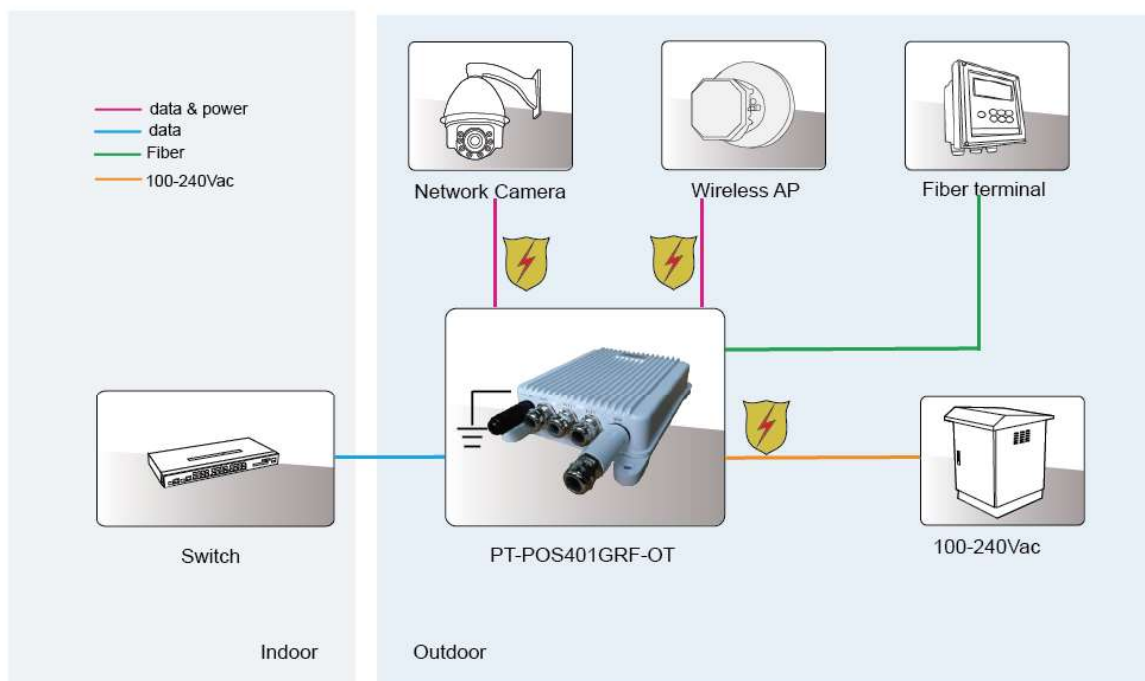 data & power
data
Fiber
100-240Vac
Network Camera
Wireless AP
Fiber terminal
Switch
PT-POS401GRF-OT
100-240Vac
Indoor
Outdoor